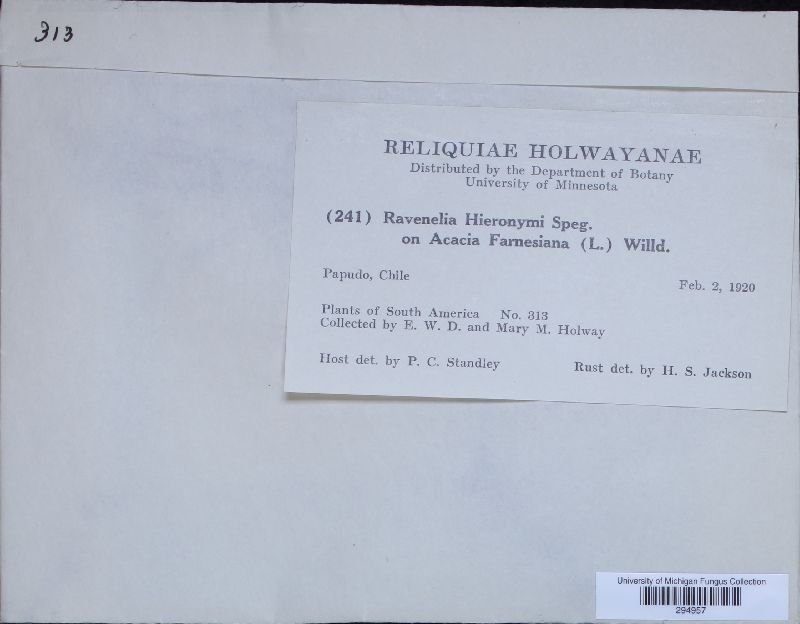 313
RELIQUIAE HOLWAYANAE
Distributed by the Department of Botany
University of Minnesota
(241) Ravenelia Hieronymi Speg.
on Acacia Farnesiana (L.) Willd.
Papudo, Chile
Feb. 2, 1920
Plants of South America No. 313
Collected by E. W. D. and Mary M. Holway
Host det. by P. C. Standley
Rust det. by H. S. Jackson
University of Michigan Fungus Collection
294957